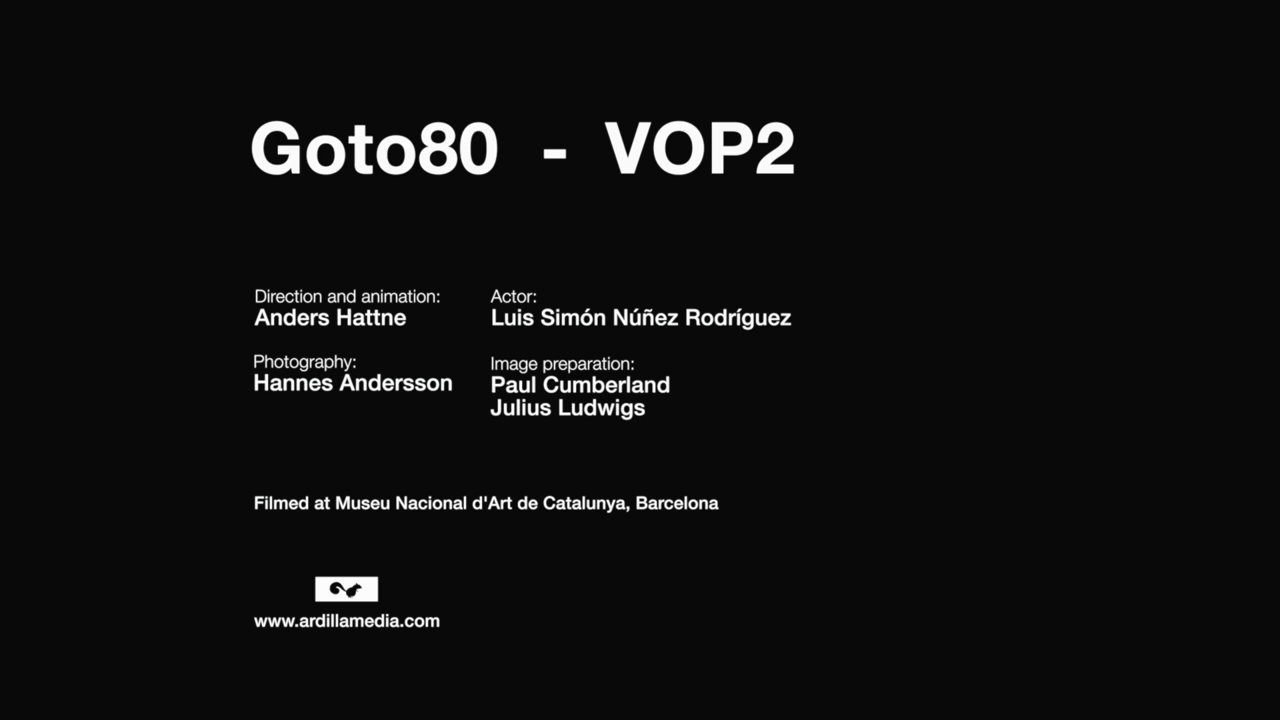 Goto80 - VOP2
Direction and animation:
Anders Hattne
Actor:
Luis Simón Núñez Rodríguez
Photography:
Hannes Andersson
Image preparation:
Paul Cumberland
Julius Ludwigs
Filmed at Museu Nacional d'Art de Catalunya, Barcelona
www.ardillamedia.com